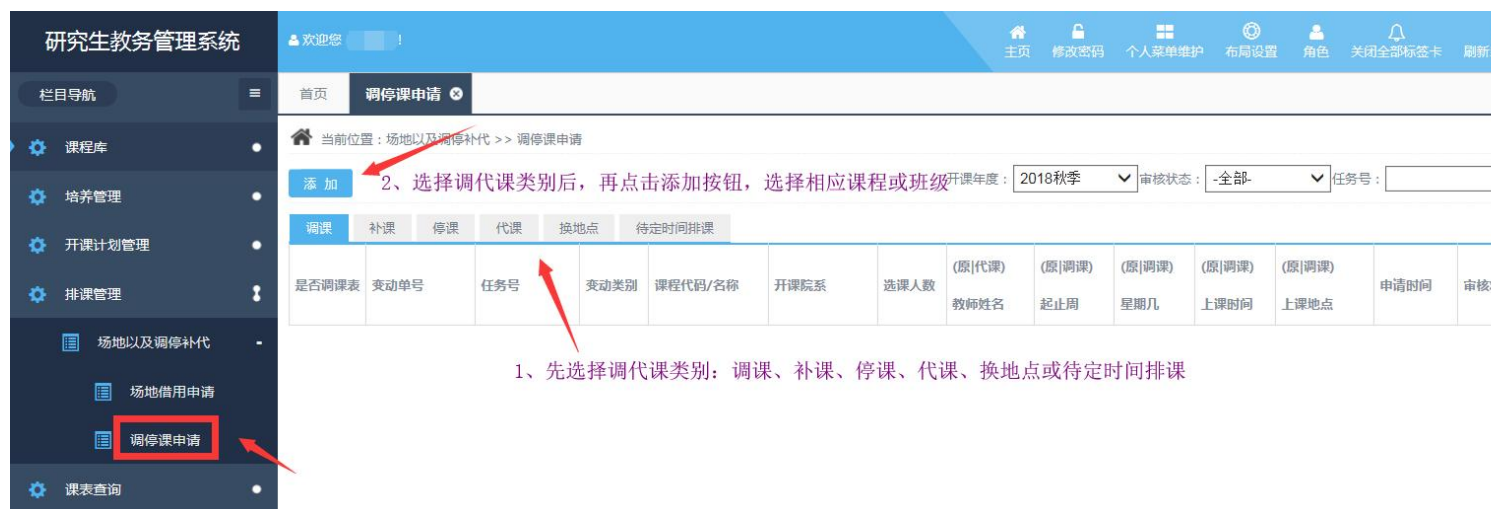 研究生教务管理系统
欢迎您 !
主页 修改密码 个人菜单维护 布局设置 角色 关闭全部标签卡 刷新
栏目导航
首页 调停课申请
当前位置：场地以及调停补代 >> 调停课申请
课程库
添 加
2、选择调代课类别后，再点击添加按钮，选择相应课程或班级
开课年度： 2018秋季 审核状态： -全部- 任务号：
培养管理
调课 补课 停课 代课 换地点 待定时间排课
开课计划管理
是否调课表 变动单号 任务号 变动类别 课程代码/名称 开课院系 选课人数 (原|代课) 教师姓名 (原|调课) 起止周 (原|调课) 星期几 (原|调课) 上课时间 (原|调课) 上课地点 申请时间 审核
排课管理
场地以及调停补代 -
1、先选择调代课类别：调课、补课、停课、代课、换地点或待定时间排课
场地借用申请
调停课申请
课表查询